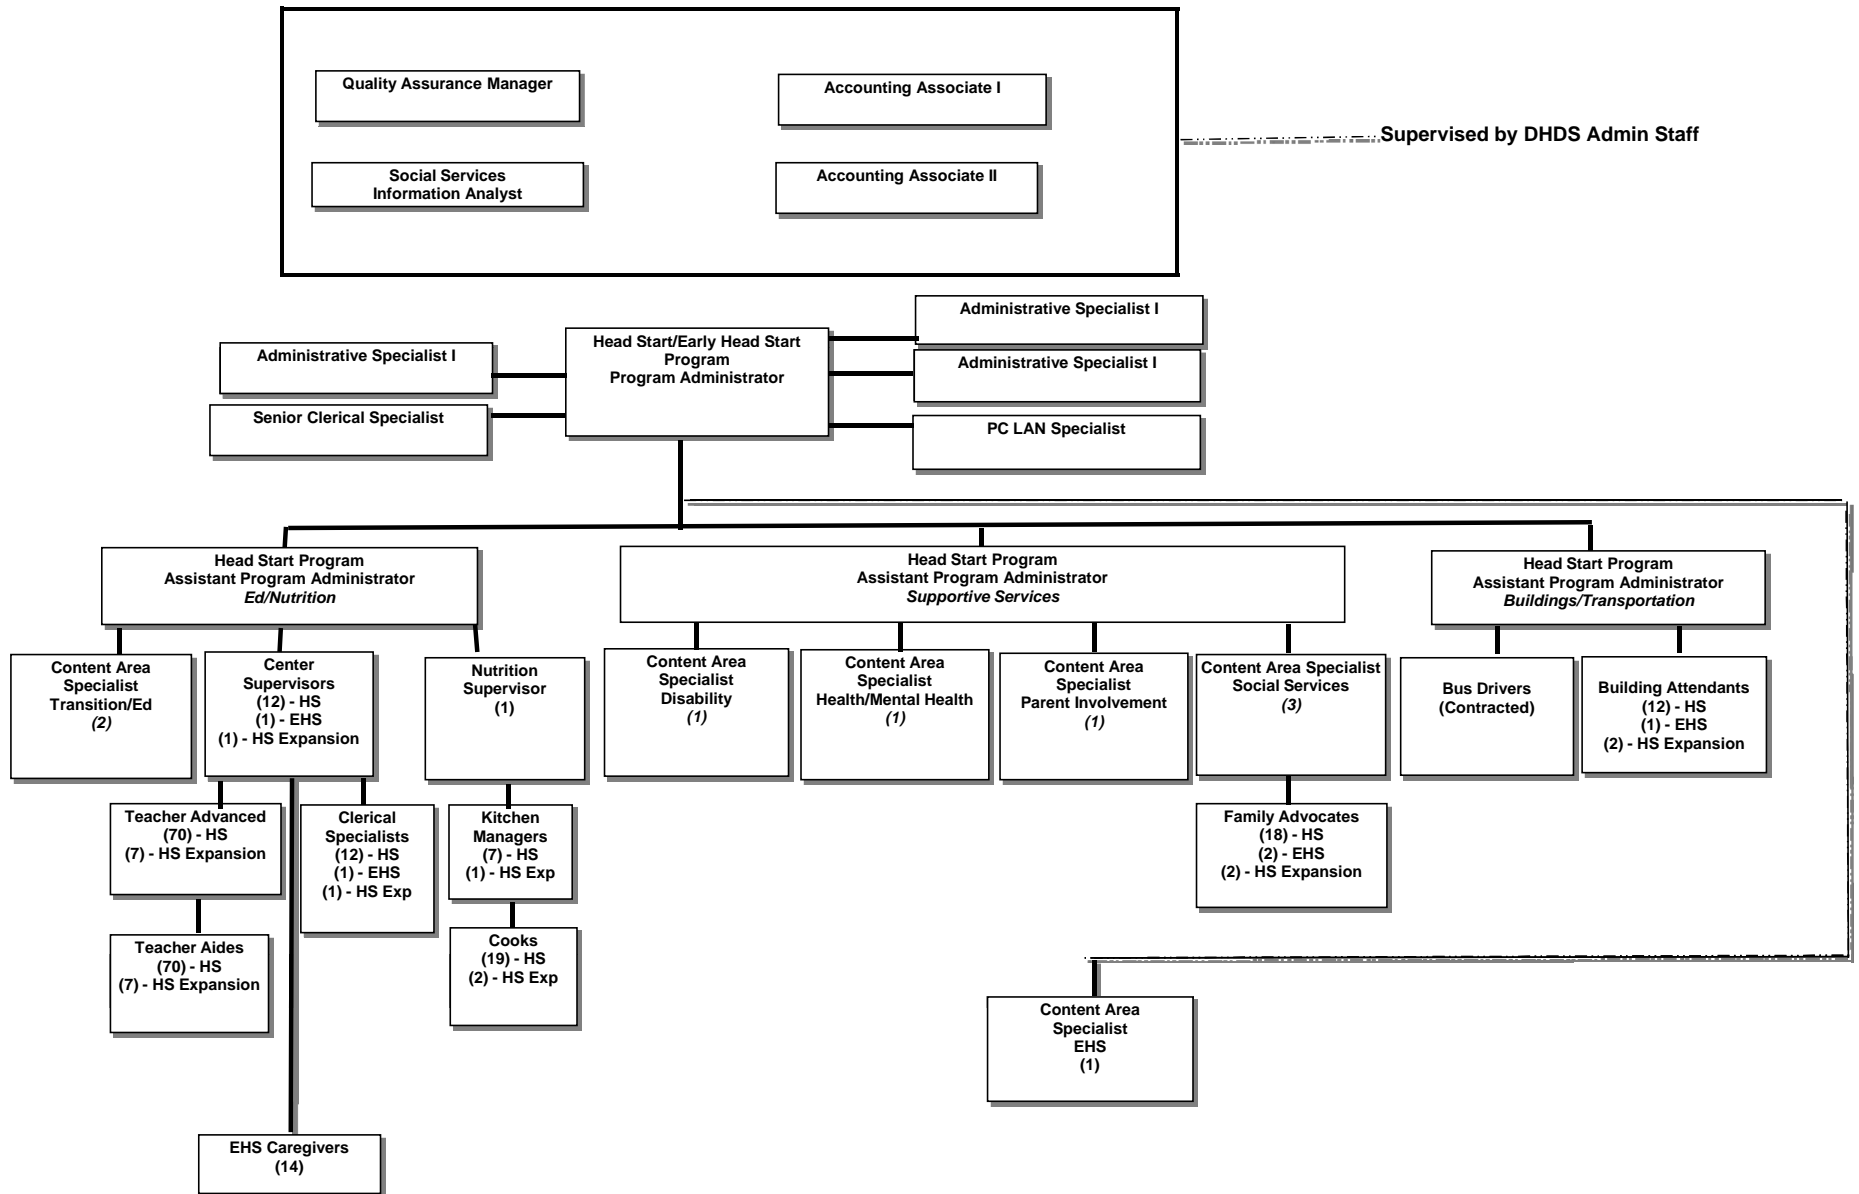 Quality Assurance Manager
Accounting Associate I
Supervised by DHDS Admin Staff
Social Services
Information Analyst
Accounting Associate II
Administrative Specialist I
Head Start/Early Head Start
Program
Program Administrator
Administrative Specialist I
Administrative Specialist I
Senior Clerical Specialist
PC LAN Specialist
Head Start Program
Assistant Program Administrator
Ed/Nutrition
Head Start Program
Assistant Program Administrator
Supportive Services
Head Start Program
Assistant Program Administrator
Buildings/Transportation
Content Area
Specialist
Transition/Ed
(2)
Center
Supervisors
(12) - HS
(1) - EHS
(1) - HS Expansion
Nutrition
Supervisor
(1)
Content Area
Specialist
Disability
(1)
Content Area
Specialist
Health/Mental Health
(1)
Content Area
Specialist
Parent Involvement
(1)
Content Area Specialist
Social Services
(3)
Bus Drivers
(Contracted)
Building Attendants
(12) - HS
(1) - EHS
(2) - HS Expansion
Teacher Advanced
(70) - HS
(7) - HS Expansion
Clerical
Specialists
(12) - HS
(1) - EHS
(1) - HS Exp
Kitchen
Managers
(7) - HS
(1) - HS Exp
Family Advocates
(18) - HS
(2) - EHS
(2) - HS Expansion
Teacher Aides
(70) - HS
(7) - HS Expansion
Cooks
(19) - HS
(2) - HS Exp
Content Area
Specialist
EHS
(1)
EHS Caregivers
(14)